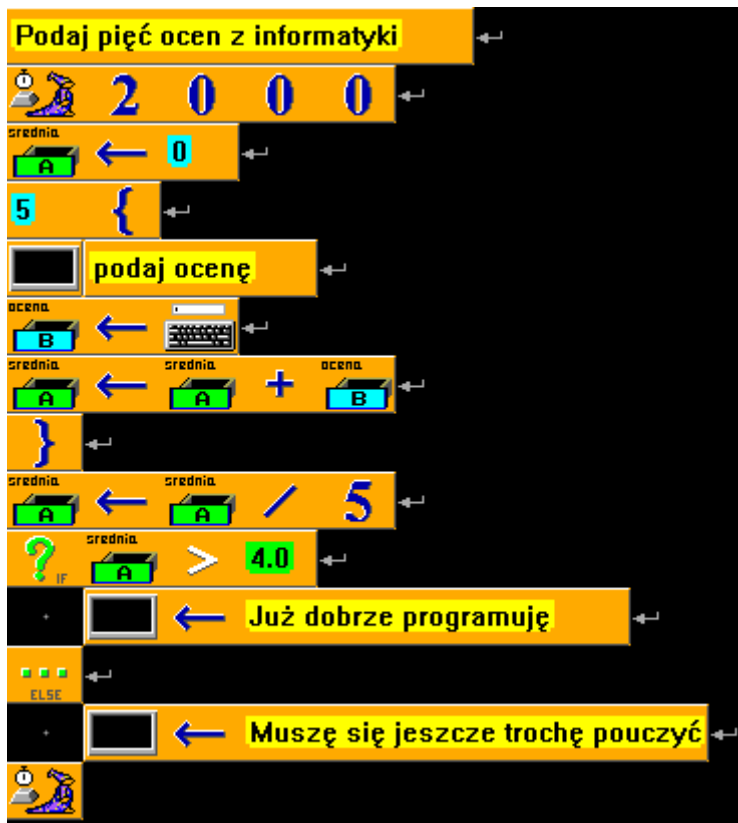 Podaj pięć ocen z informatyki
2 0 0 0
srednia A ← 0
5 {
podaj ocenę
ocena B ←
srednia A ← srednia A + ocena B
}
srednia A ← srednia A / 5
? IF srednia A > 4.0
← Już dobrze programuję
ELSE
← Muszę się jeszcze trochę pouczyć